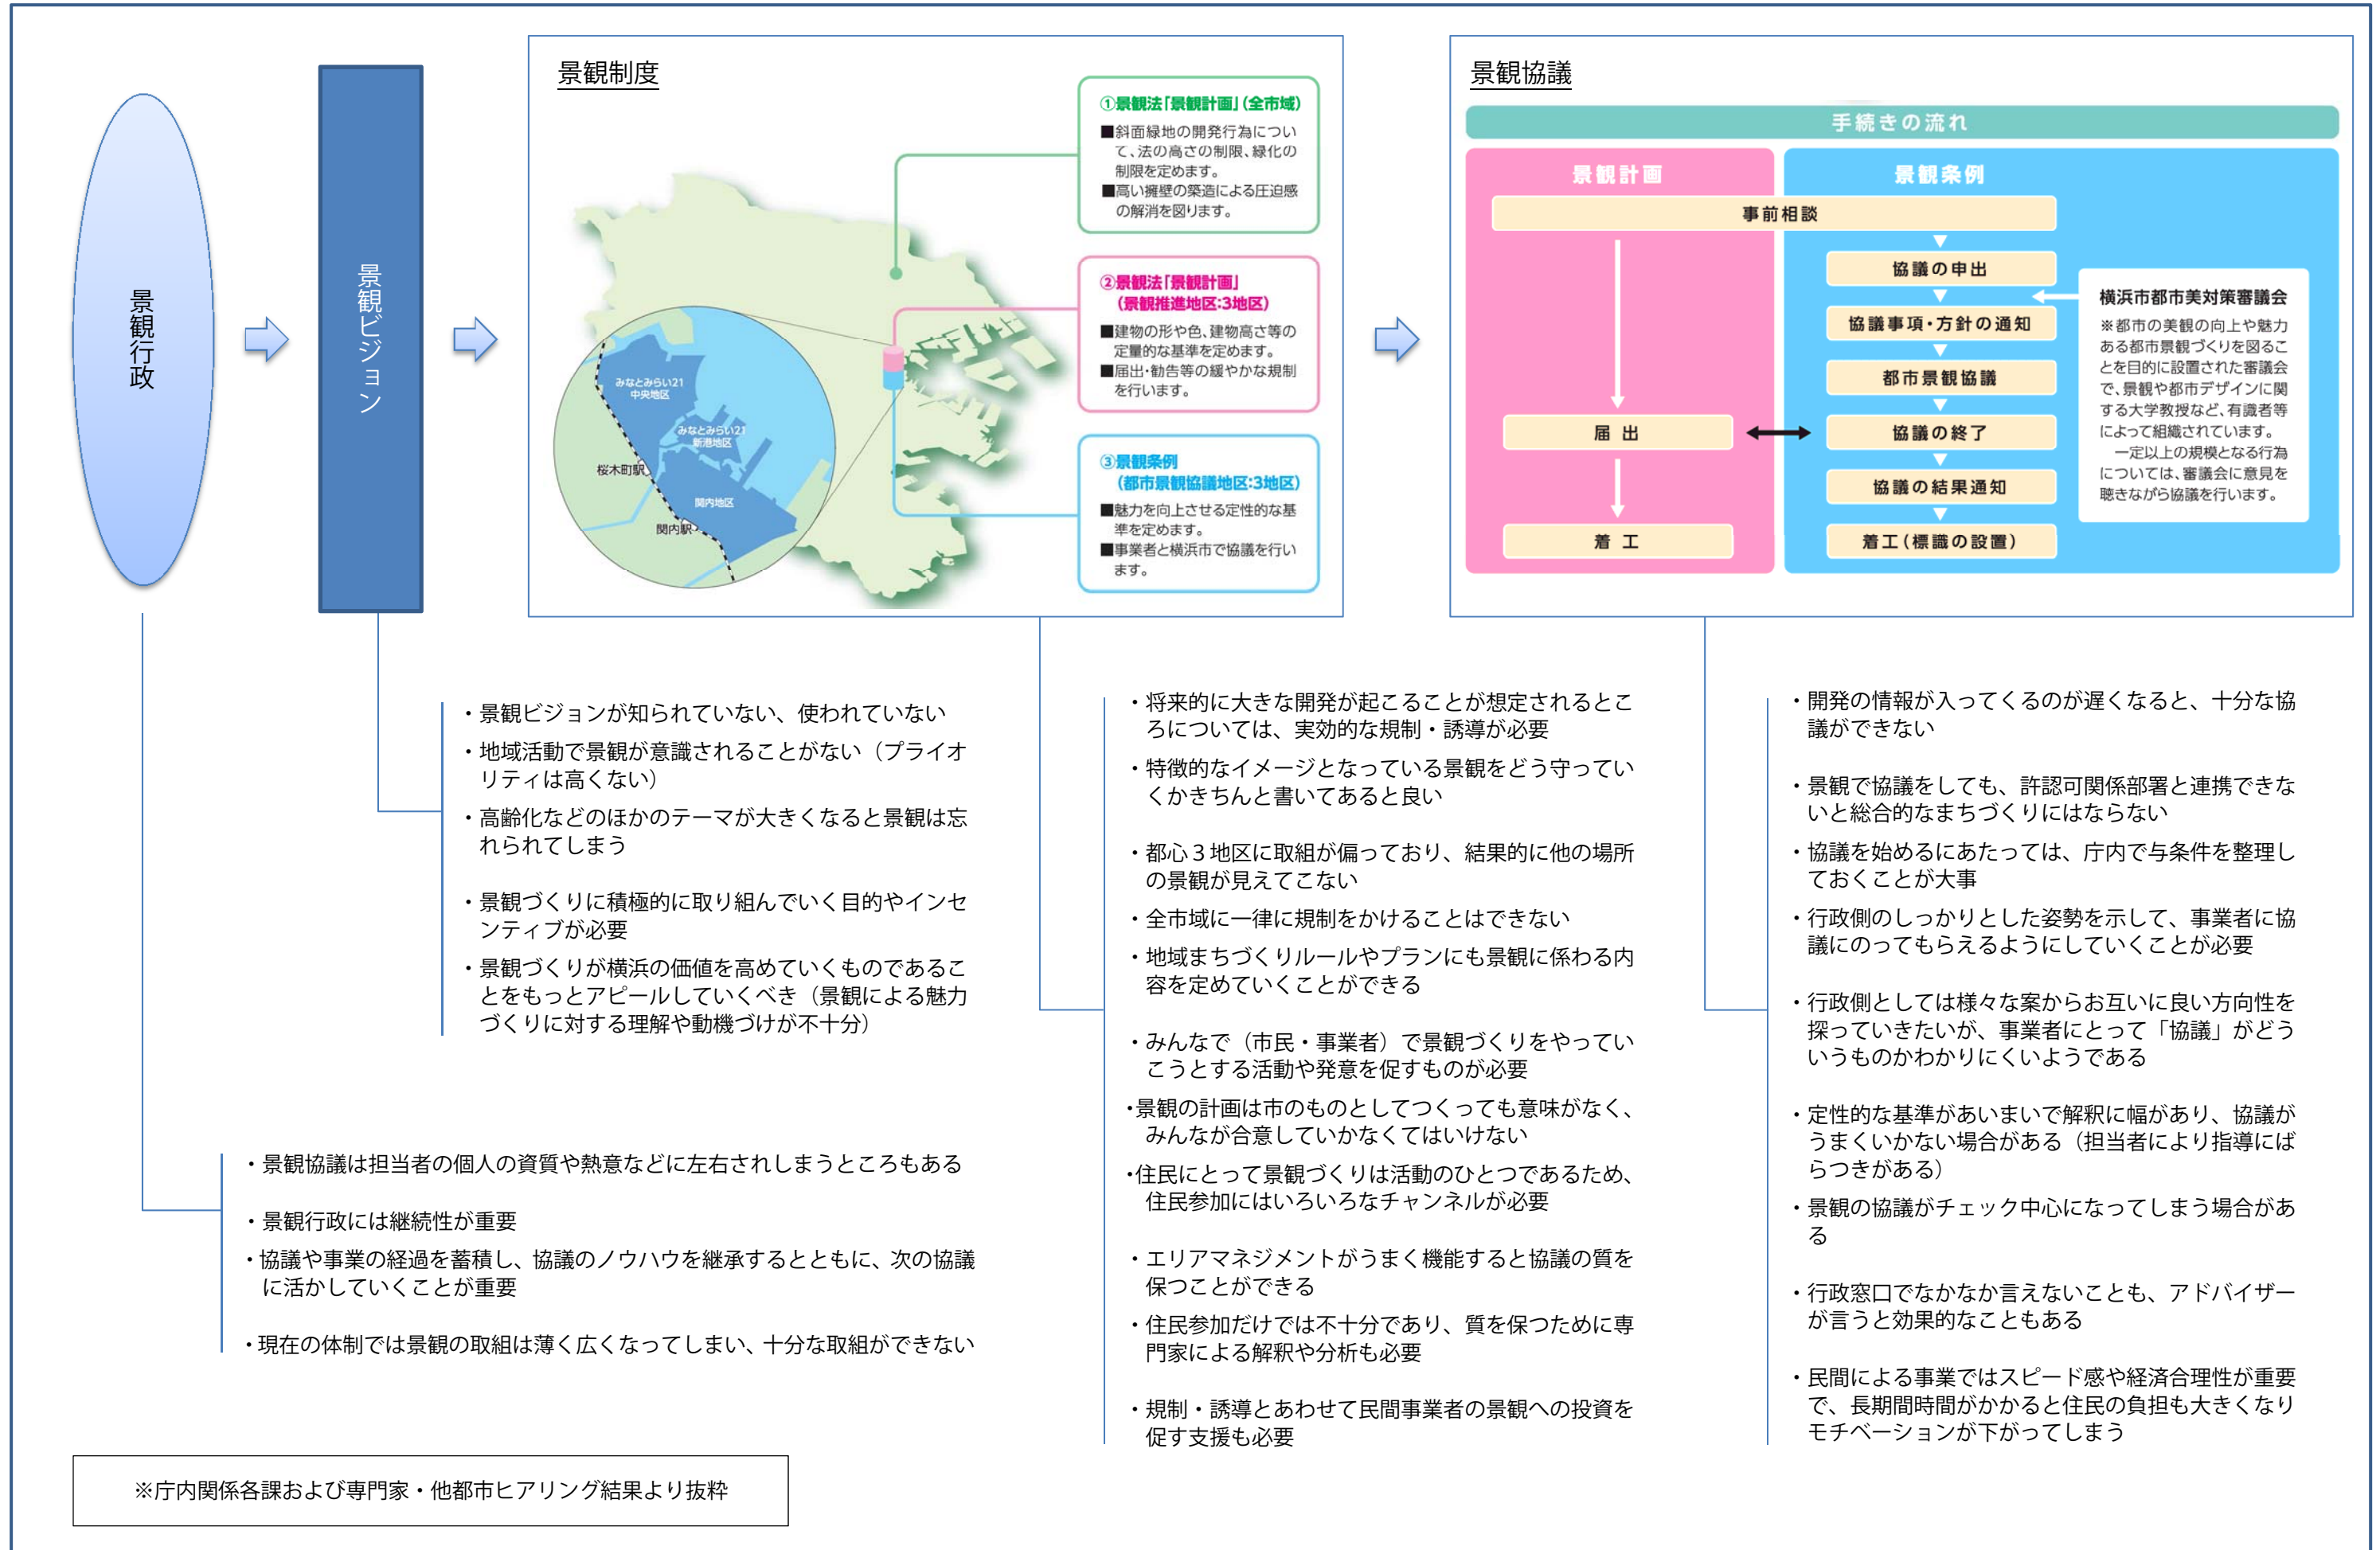 景観行政
景観ビジョン
景観制度
①景観法「景観計画」(全市域)
■斜面緑地の開発行為につい
て、法の高さの制限、緑化の
制限を定めます。
■高い擁壁の築造による圧迫感
の解消を図ります。
②景観法「景観計画」
(景観推進地区:3地区)
■建物の形や色、建物高さ等の
定量的な基準を定めます。
■届出・勧告等の緩やかな規制
を行います。
③景観条例
(都市景観協議地区:3地区)
■魅力を向上させる定性的な基
準を定めます。
■事業者と横浜市で協議を行い
ます。
みなとみらい21
中央地区
みなとみらい21
新港地区
桜木町駅
関内地区
関内駅
景観協議
手続きの流れ
景観計画
景観条例
事前相談
協議の申出
協議事項・方針の通知
都市景観協議
届 出
協議の終了
協議の結果通知
着 工
着工(標識の設置)
横浜市都市美対策審議会
※都市の美観の向上や魅力
ある都市景観づくりを図るこ
とを目的に設置された審議会
で、景観や都市デザインに関
する大学教授など、有識者等
によって組織されています。
一定以上の規模となる行為
については、審議会に意見を
聴きながら協議を行います。
・景観ビジョンが知られていない、使われていない
・地域活動で景観が意識されることがない（プライオ
リティは高くない）
・高齢化などのほかのテーマが大きくなると景観は忘
れられてしまう
・景観づくりに積極的に取り組んでいく目的やインセ
ンティブが必要
・景観づくりが横浜の価値を高めていくものであるこ
とをもっとアピールしていくべき（景観による魅力
づくりに対する理解や動機づけが不十分）
・景観協議は担当者の個人の資質や熱意などに左右されしまうところもある
・景観行政には継続性が重要
・協議や事業の経過を蓄積し、協議のノウハウを継承するとともに、次の協議
に活かしていくことが重要
・現在の体制では景観の取組は薄く広くなってしまい、十分な取組ができない
・将来的に大きな開発が起こることが想定されるとこ
ろについては、実効的な規制・誘導が必要
・特徴的なイメージとなっている景観をどう守ってい
くかきちんと書いてあると良い
・都心３地区に取組が偏っており、結果的に他の場所
の景観が見えてこない
・全市域に一律に規制をかけることはできない
・地域まちづくりルールやプランにも景観に係わる内
容を定めていくことができる
・みんなで（市民・事業者）で景観づくりをやってい
こうとする活動や発意を促すものが必要
・景観の計画は市のものとしてつくっても意味がなく、
みんなが合意していかなくてはいけない
・住民にとって景観づくりは活動のひとつであるため、
住民参加にはいろいろなチャンネルが必要
・エリアマネジメントがうまく機能すると協議の質を
保つことができる
・住民参加だけでは不十分であり、質を保つために専
門家による解釈や分析も必要
・規制・誘導とあわせて民間事業者の景観への投資を
促す支援も必要
・開発の情報が入ってくるのが遅くなると、十分な協
議ができない
・景観で協議をしても、許認可関係部署と連携できな
いと総合的なまちづくりにはならない
・協議を始めるにあたっては、庁内で与条件を整理し
ておくことが大事
・行政側のしっかりとした姿勢を示して、事業者に協
議にのってもらえるようにしていくことが必要
・行政側としては様々な案からお互いに良い方向性を
探っていきたいが、事業者にとって「協議」がどう
いうものかわかりにくいようである
・定性的な基準があいまいで解釈に幅があり、協議が
うまくいかない場合がある（担当者により指導にば
らつきがある）
・景観の協議がチェック中心になってしまう場合があ
る
・行政窓口でなかなか言えないことも、アドバイザー
が言うと効果的なこともある
・民間による事業ではスピード感や経済合理性が重要
で、長期間時間がかかると住民の負担も大きくなり
モチベーションが下がってしまう
※庁内関係各課および専門家・他都市ヒアリング結果より抜粋